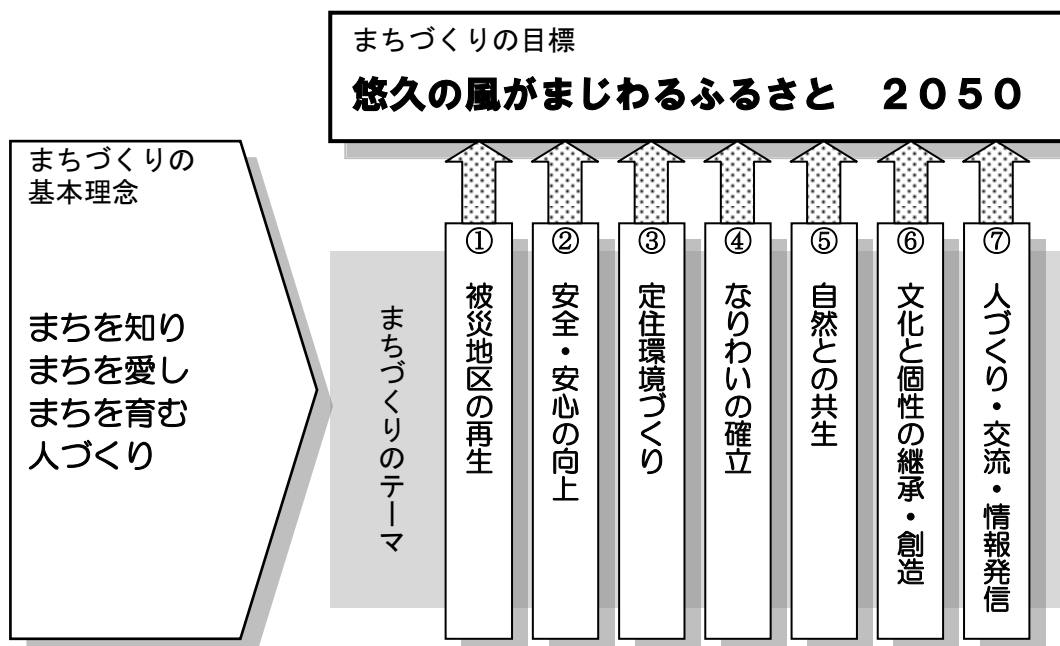 まちづくりの目標
悠久の風がまじわるふるさと　２０５０
まちづくりの
基本理念
まちを知り
まちを愛し
まちを育む
人づくり
まちづくりのテーマ
①
被災地区の再生
②
安全・安心の向上
③
定住環境づくり
④
なりわいの確立
⑤
自然との共生
⑥
文化と個性の継承・創造
⑦
人づくり・交流・情報発信